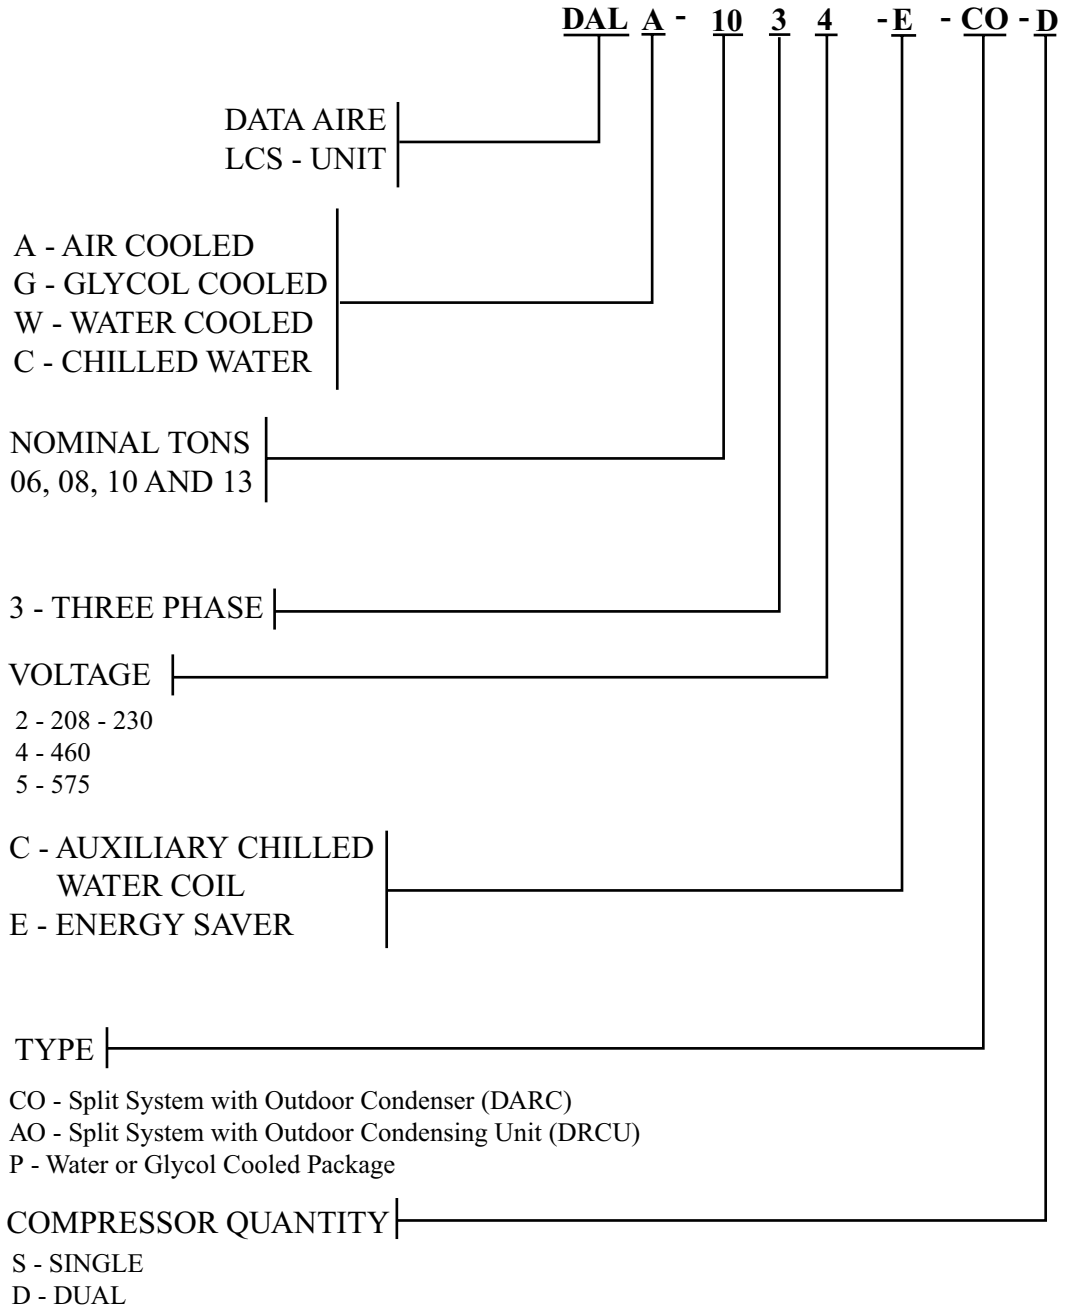 DAL A - 10 3 4 - E - CO - D
DATA AIRE
LCS - UNIT
A - AIR COOLED
G - GLYCOL COOLED
W - WATER COOLED
C - CHILLED WATER
NOMINAL TONS
06, 08, 10 AND 13
3 - THREE PHASE
VOLTAGE
2 - 208 - 230
4 - 460
5 - 575
C - AUXILIARY CHILLED
WATER COIL
E - ENERGY SAVER
TYPE
CO - Split System with Outdoor Condenser (DARC)
AO - Split System with Outdoor Condensing Unit (DRCU)
P - Water or Glycol Cooled Package
COMPRESSOR QUANTITY
S - SINGLE
D - DUAL